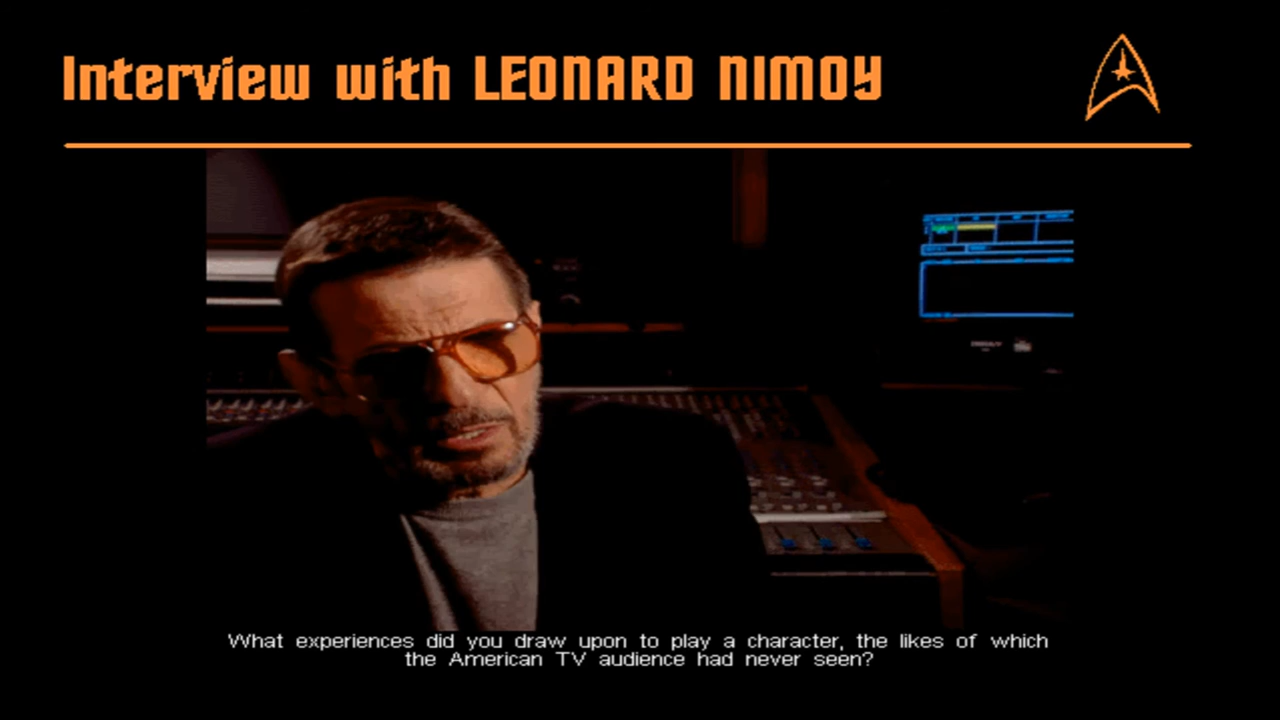 Interview with LEONARD NIMOY
What experiences did you draw upon to play a character, the likes of which
the American TV audience had never seen?